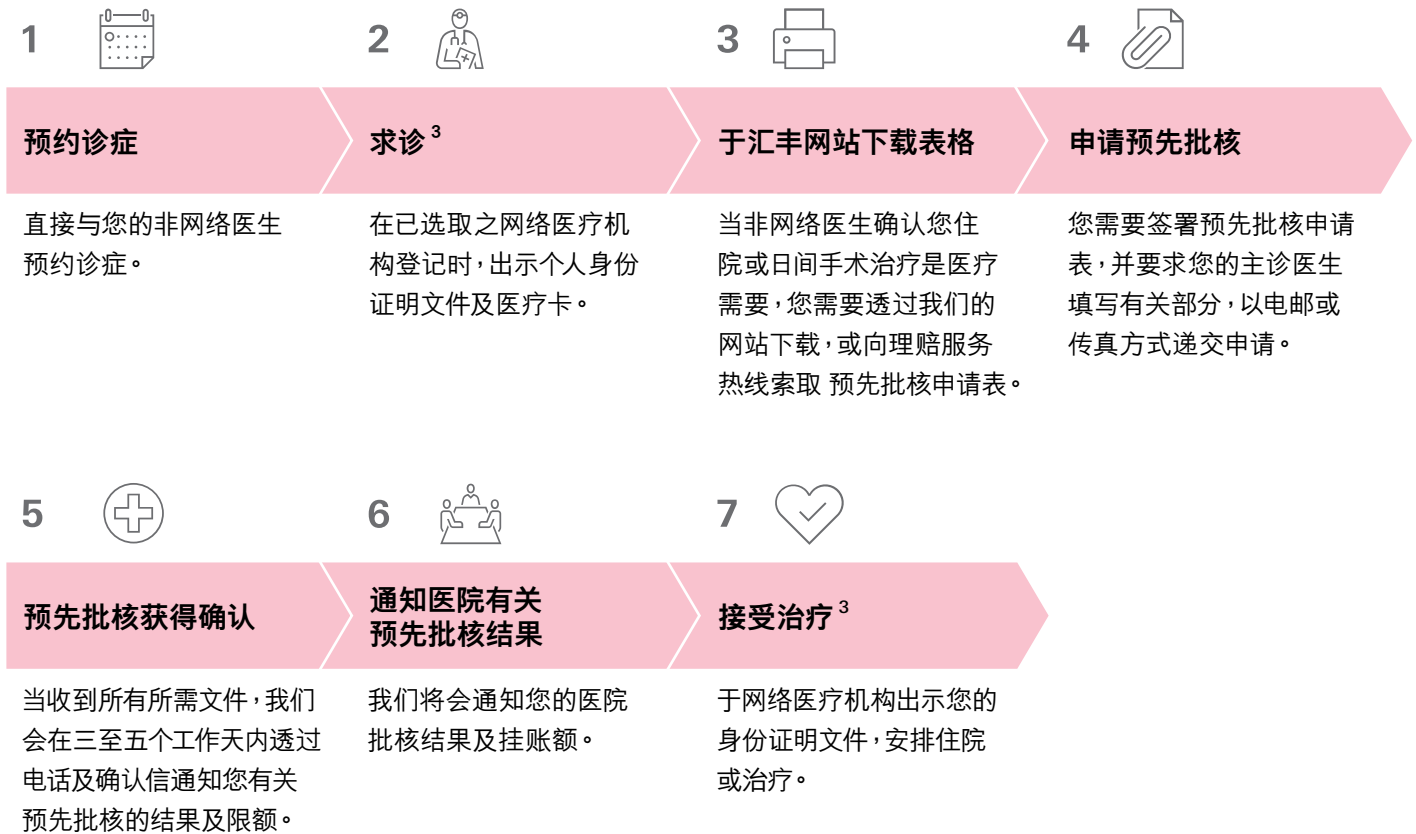 1
预约诊症
直接与您的非网络医生
预约诊症。
2
求诊3
在已选取之网络医疗机
构登记时,出示个人身份
证明文件及医疗卡。
3
于汇丰网站下载表格
当非网络医生确认您住
院或日间手术治疗是医疗
需要,您需要透过我们的
网站下载,或向理赔服务
热线索取 预先批核申请表。
4
申请预先批核
您需要签署预先批核申请
表,并要求您的主诊医生
填写有关部分,以电邮或
传真方式递交申请。
5
预先批核获得确认
当收到所有所需文件,我们
会在三至五个工作天内透过
电话及确认信通知您有关
预先批核的结果及限额。
6
通知医院有关
预先批核结果
我们将会通知您的医院
批核结果及挂账额。
7
接受治疗3
于网络医疗机构出示您的
身份证明文件,安排住院
或治疗。